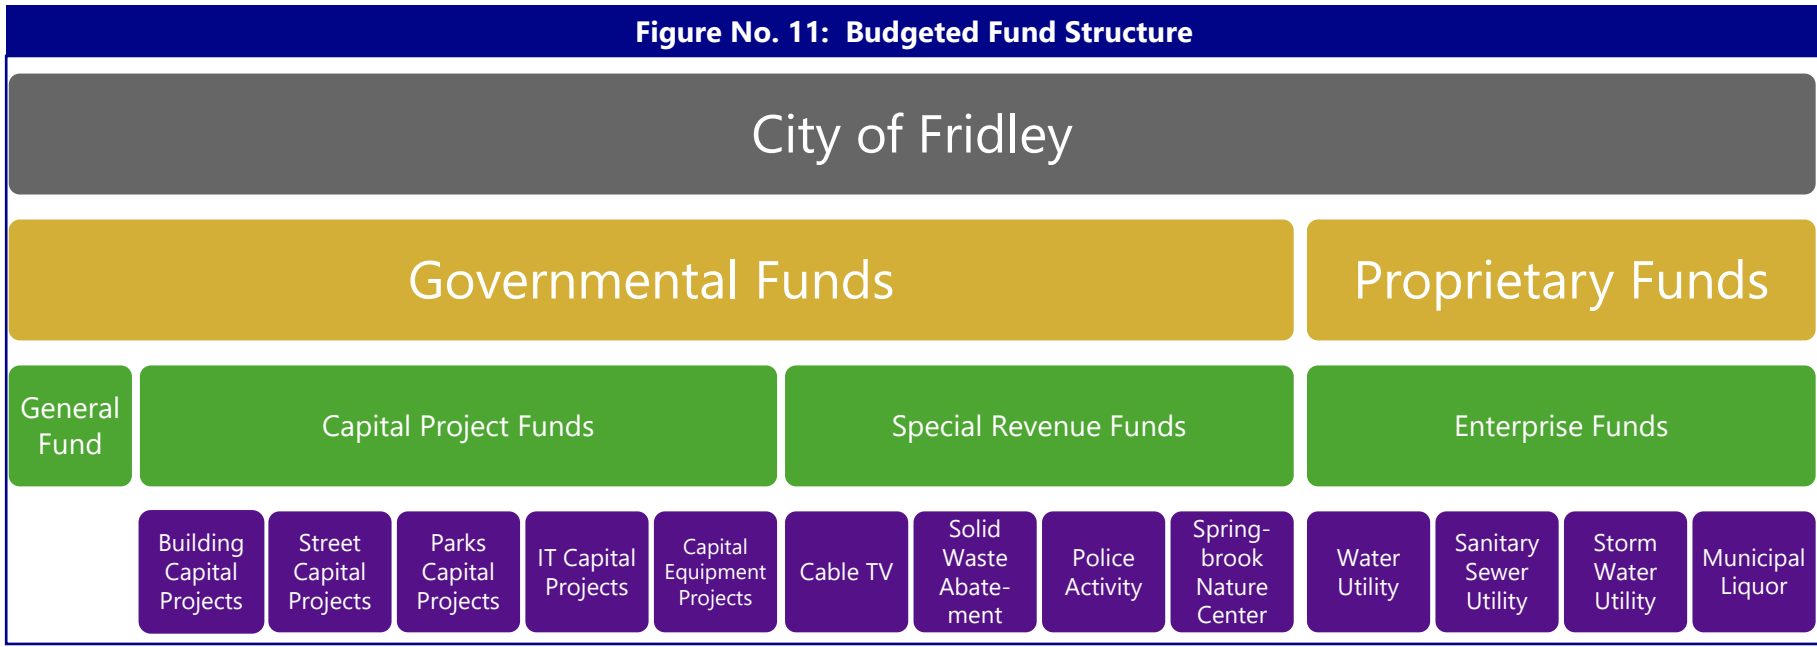 Figure No. 11: Budgeted Fund Structure
City of Fridley
Governmental Funds
Proprietary Funds
General
Fund
Capital Project Funds
Special Revenue Funds
Enterprise Funds
Building
Capital
Projects
Street
Capital
Projects
Parks
Capital
Projects
IT Capital
Projects
Capital
Equipment
Projects
Cable TV
Solid
Waste
Abate-
ment
Police
Activity
Spring-
brook
Nature
Center
Water
Utility
Sanitary
Sewer
Utility
Storm
Water
Utility
Municipal
Liquor